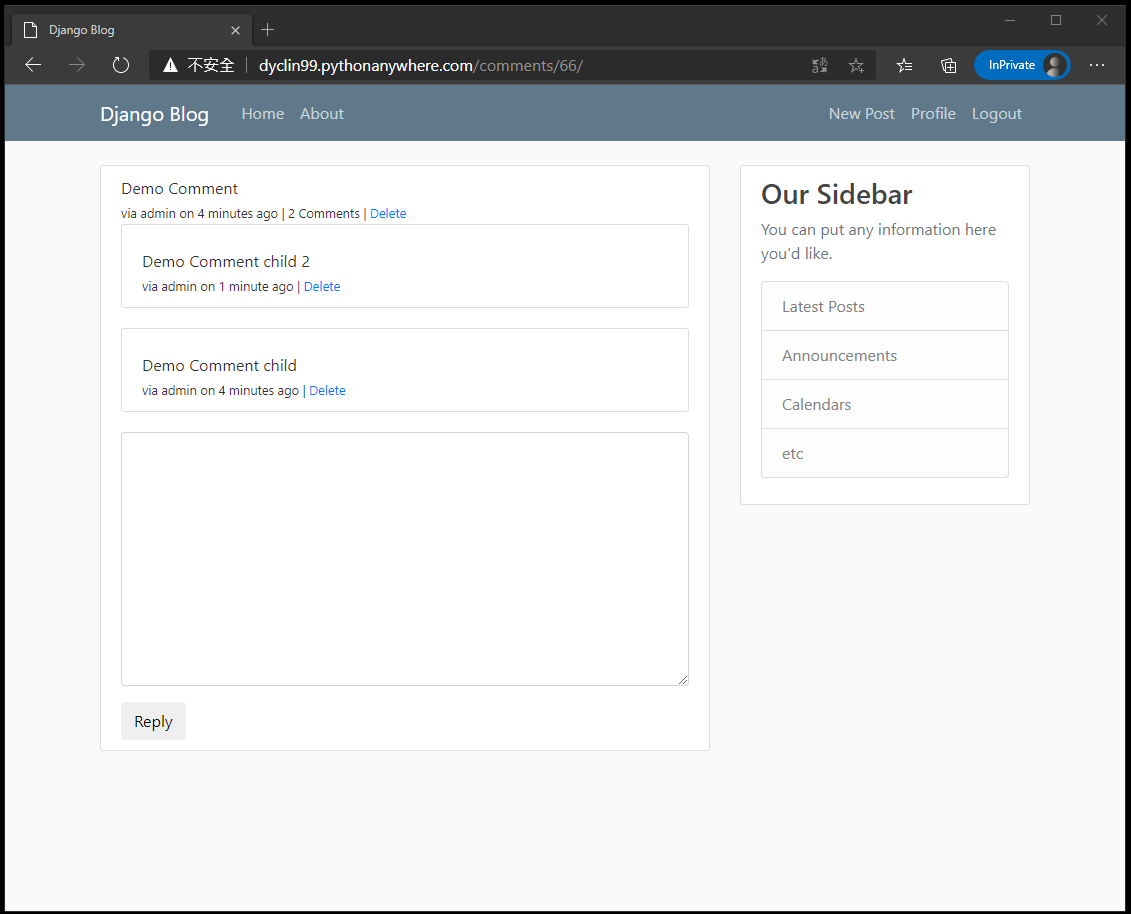 Django Blog
不安全
dyclin99.pythonanywhere.com/comments/66/
InPrivate
Django Blog Home About New Post Profile Logout
Demo Comment
via admin on 4 minutes ago | 2 Comments | Delete
Demo Comment child 2
via admin on 1 minute ago | Delete
Demo Comment child
via admin on 4 minutes ago | Delete
Reply
Our Sidebar
You can put any information here
you'd like.
Latest Posts
Announcements
Calendars
etc